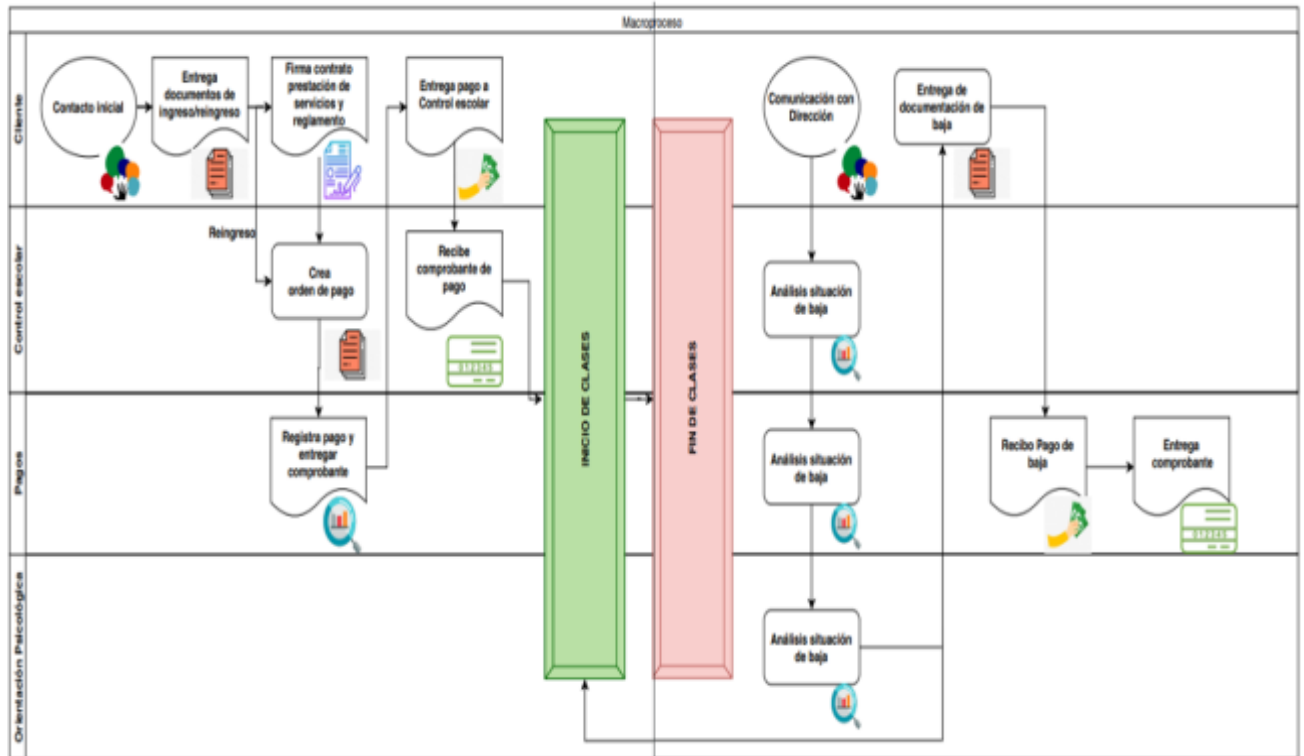 Macroproceso
Cliente
Contacto inicial
Entrega
documentos de
ingreso/reingreso
Firma contrato
prestación de
servicios y
reglamento
Entrega pago a
Control escolar
Comunicación con
Dirección
Entrega de
documentación de
baja
Control escolar
Reingreso
Crea
orden de pago
Recibe
comprobante de
pago
012345
Análisis situación
de baja
INICIO DE CLASES
FIN DE CLASES
Pagos
Registra pago y
entregar
comprobante
Análisis situación
de baja
Recibo Pago de
baja
Entrega
comprobante
012345
Orientación Psicológica
Análisis situación
de baja